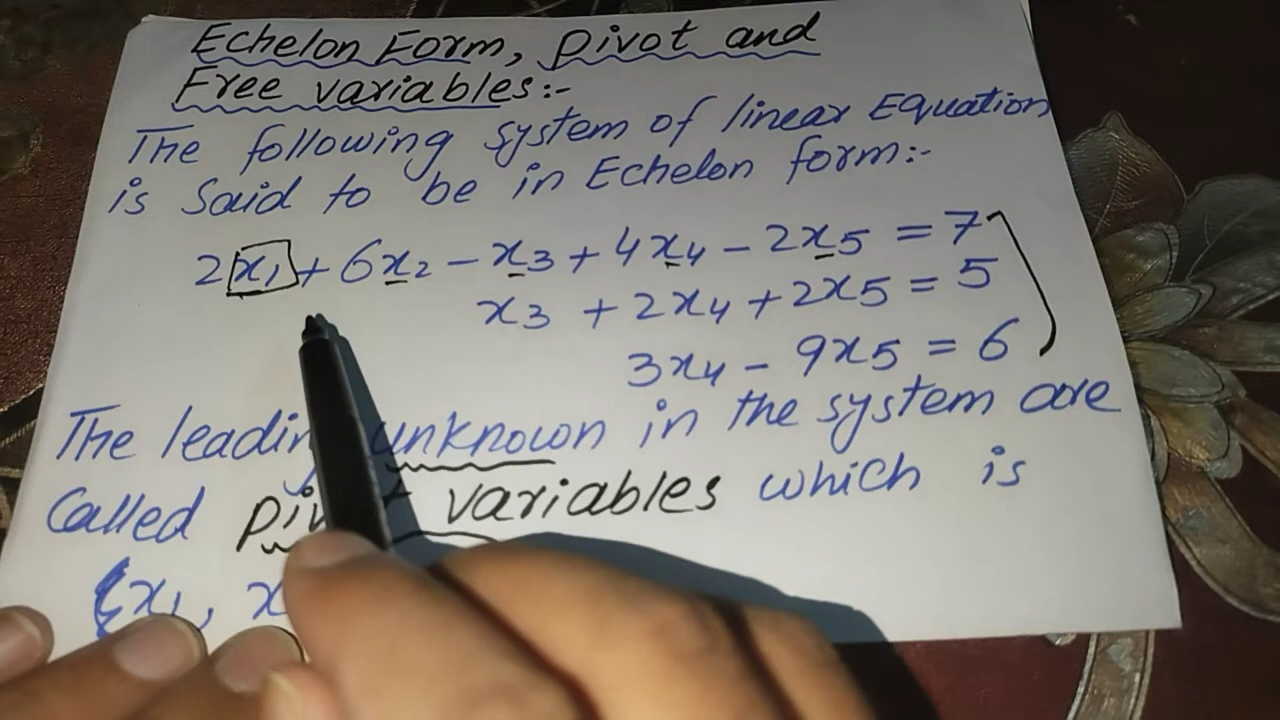 Echelon Form, Pivot and
Free variables:-
The following system of linear Equation
is Said to be in Echelon form:-
2x₁ + 6x₂ - x₃ + 4x₄ - 2x₅ = 7
x₃ + 2x₄ + 2x₅ = 5
3x₄ - 9x₅ = 6
The unknown in the system are
Called variables which is
{x₁, x